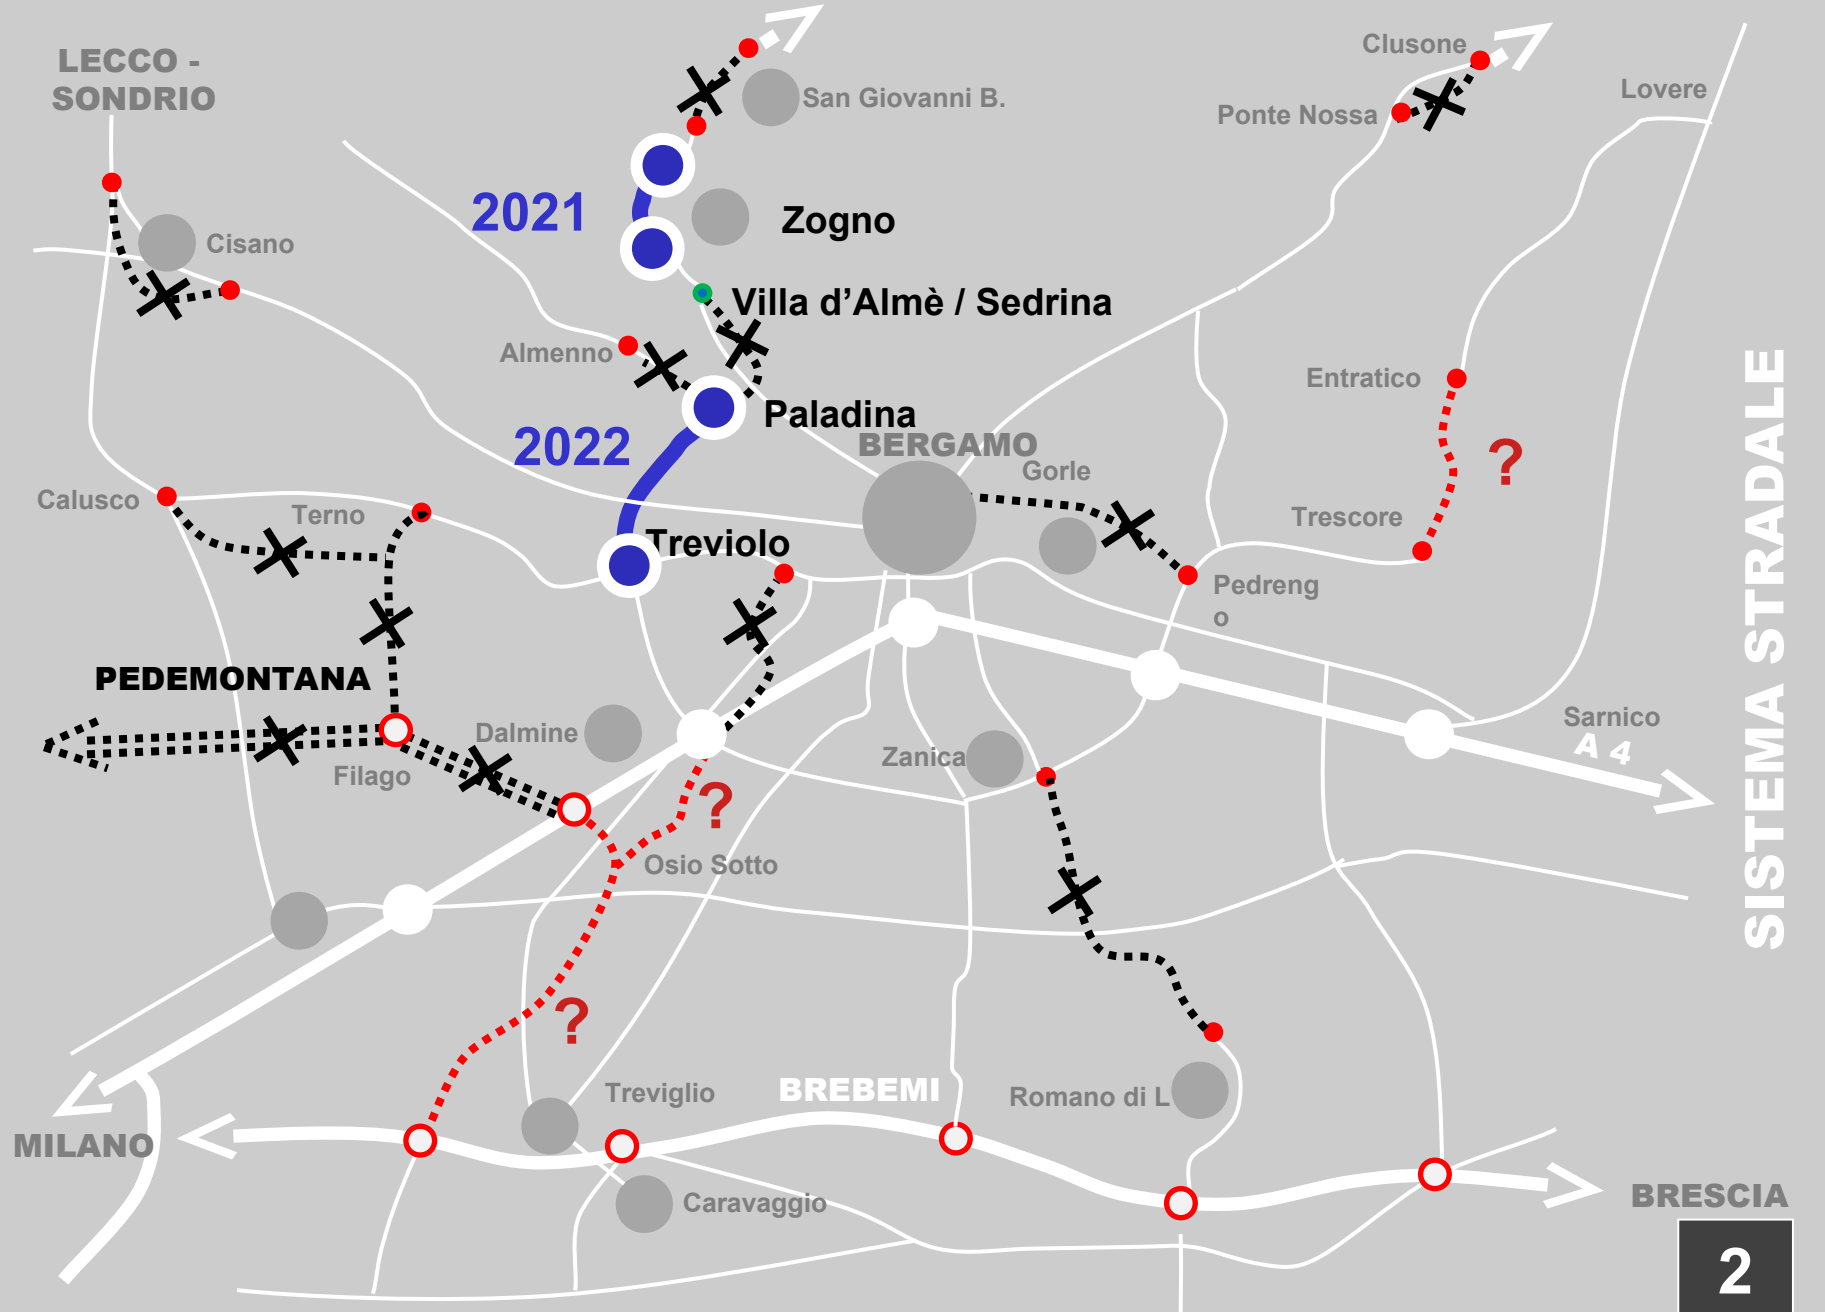 LECCO -
SONDRIO
Clusone
Lovere
San Giovanni B.
Ponte Nossa
2021
Zogno
Cisano
Villa d’Almè / Sedrina
Almenno
Entratico
Paladina
2022
BERGAMO
?
Gorle
Calusco
Terno
Trescore
Treviolo
Pedreng
o
PEDEMONTANA
SISTEMA STRADALE
Sarnico
A 4
Dalmine
Zanica
Filago
?
Osio Sotto
?
Treviglio
BREBEMI
Romano di L
MILANO
Caravaggio
BRESCIA
2